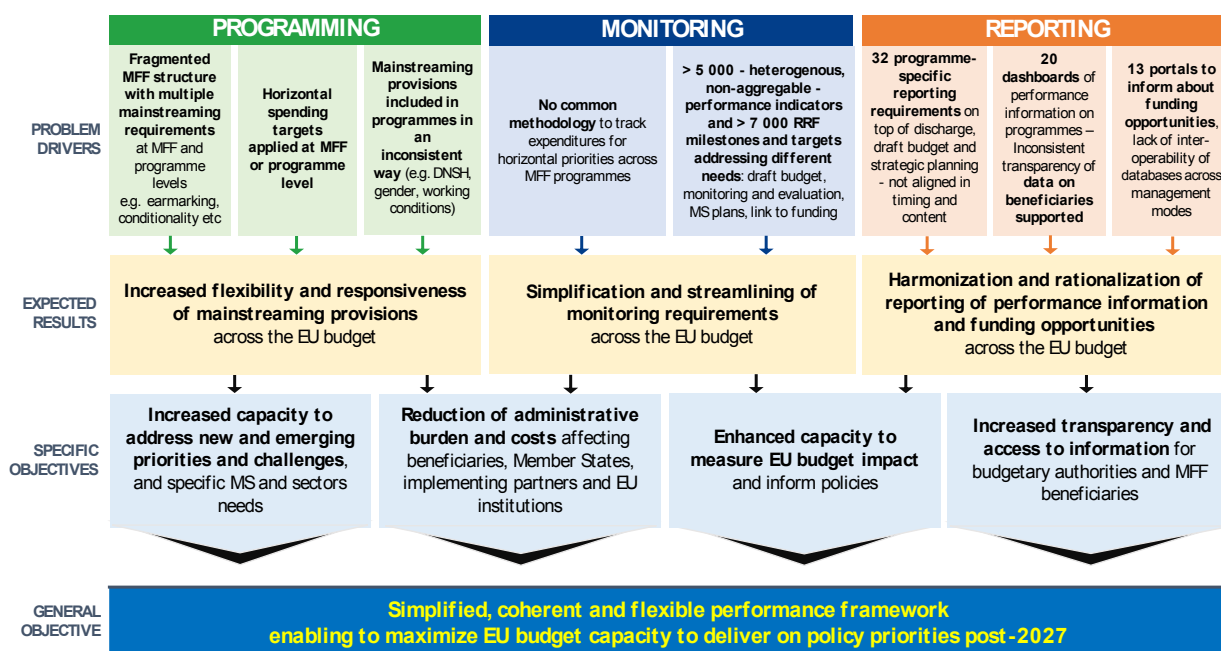 PROGRAMMING
MONITORING
REPORTING
PROBLEM
DRIVERS
Fragmented
MFF structure
with multiple
mainstreaming
requirements
at MFF and
programme
levels
e.g. earmarking,
conditionality etc
Horizontal
spending
targets
applied at MFF
or programme
level
Mainstreaming
provisions
included in
programmes in
an
inconsistent
way (e.g. DNSH,
gender, working
conditions)
No common
methodology to track
expenditures for
horizontal priorities across
MFF programmes
> 5 000 - heterogenous,
non-aggregable -
performance indicators
and > 7 000 RRF
milestones and targets
addressing different
needs: draft budget,
monitoring and evaluation,
MS plans, link to funding
32 programme-
specific
reporting
requirements on
top of discharge,
draft budget and
strategic planning
- not aligned in
timing and
content
20
dashboards of
performance
information on
programmes –
Inconsistent
transparency of
data on
beneficiaries
supported
13 portals to
inform about
funding
opportunities,
lack of inter-
operability of
databases across
management
modes
EXPECTED
RESULTS
Increased flexibility and responsiveness
of mainstreaming provisions
across the EU budget
Simplification and streamlining of
monitoring requirements
across the EU budget
Harmonization and rationalization of
reporting of performance information
and funding opportunities
across the EU budget
SPECIFIC
OBJECTIVES
Increased capacity to
address new and emerging
priorities and challenges,
and specific MS and sectors
needs
Reduction of administrative
burden and costs affecting
beneficiaries, Member States,
implementing partners and EU
institutions
Enhanced capacity to
measure EU budget impact
and inform policies
Increased transparency and
access to information for
budgetary authorities and MFF
beneficiaries
GENERAL
OBJECTIVE
Simplified, coherent and flexible performance framework
enabling to maximize EU budget capacity to deliver on policy priorities post-2027